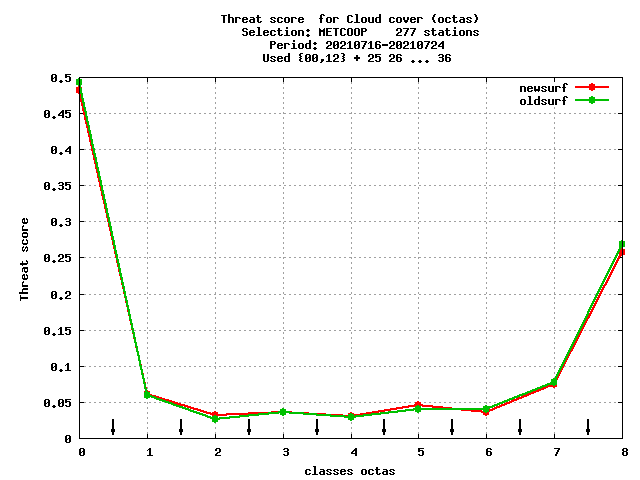 Threat score  for Cloud cover (octas)
Selection: METCOOP    277 stations
Period: 20210716-20210724
Used {00,12} + 25 26 ... 36
newsurf
oldsurf
0.5
0.45
0.4
0.35
0.3
0.25
0.2
0.15
0.1
0.05
0
Threat score
0 1 2 3 4 5 6 7 8
classes octas